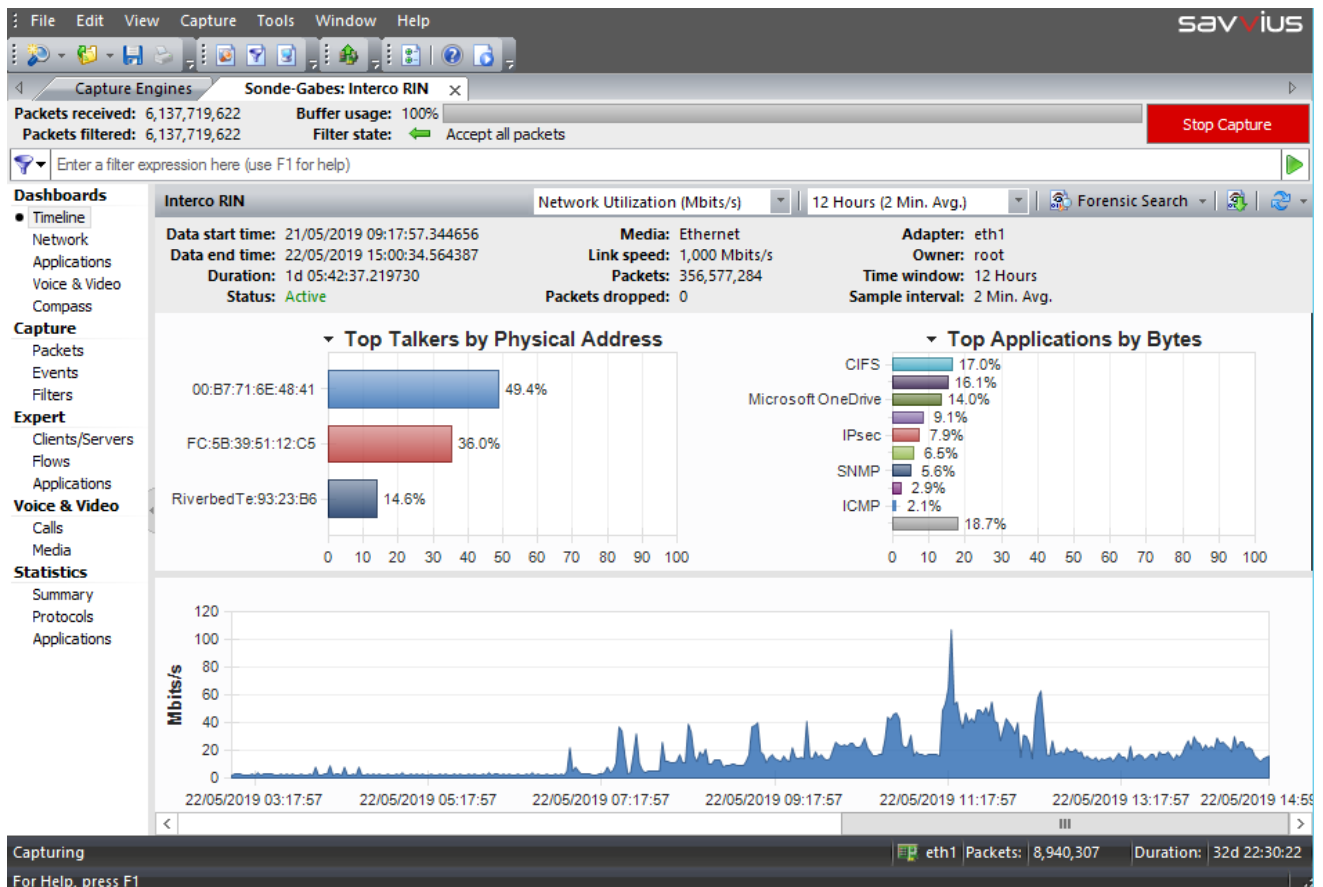 File Edit View Capture Tools Window Help
savvius
Capture Engines Sonde-Gabes: Interco RIN
Packets received: 6,137,719,622 Buffer usage: 100%
Packets filtered: 6,137,719,622 Filter state: Accept all packets
Stop Capture
Enter a filter expression here (use F1 for help)
Dashboards
Timeline
Network
Applications
Voice & Video
Compass
Capture
Packets
Events
Filters
Expert
Clients/Servers
Flows
Applications
Voice & Video
Calls
Media
Statistics
Summary
Protocols
Applications
Interco RIN Network Utilization (Mbits/s) 12 Hours (2 Min. Avg.) Forensic Search
Data start time: 21/05/2019 09:17:57.344656 Media: Ethernet Adapter: eth1
Data end time: 22/05/2019 15:00:34.564387 Link speed: 1,000 Mbits/s Owner: root
Duration: 1d 05:42:37.219730 Packets: 356,577,284 Time window: 12 Hours
Status: Active Packets dropped: 0 Sample interval: 2 Min. Avg.
Top Talkers by Physical Address
00:B7:71:6E:48:41 49.4%
FC:5B:39:51:12:C5 36.0%
RiverbedTe:93:23:B6 14.6%
0 10 20 30 40 50 60 70 80 90 100
Top Applications by Bytes
CIFS 17.0%
16.1%
Microsoft OneDrive 14.0%
9.1%
IPsec 7.9%
6.5%
SNMP 5.6%
2.9%
ICMP 2.1%
18.7%
0 10 20 30 40 50 60 70 80 90 100
Mbits/s
120
100
80
60
40
20
0
22/05/2019 03:17:57 22/05/2019 05:17:57 22/05/2019 07:17:57 22/05/2019 09:17:57 22/05/2019 11:17:57 22/05/2019 13:17:57 22/05/2019 14:59
Capturing eth1 Packets: 8,940,307 Duration: 32d 22:30:22
For Help, press F1